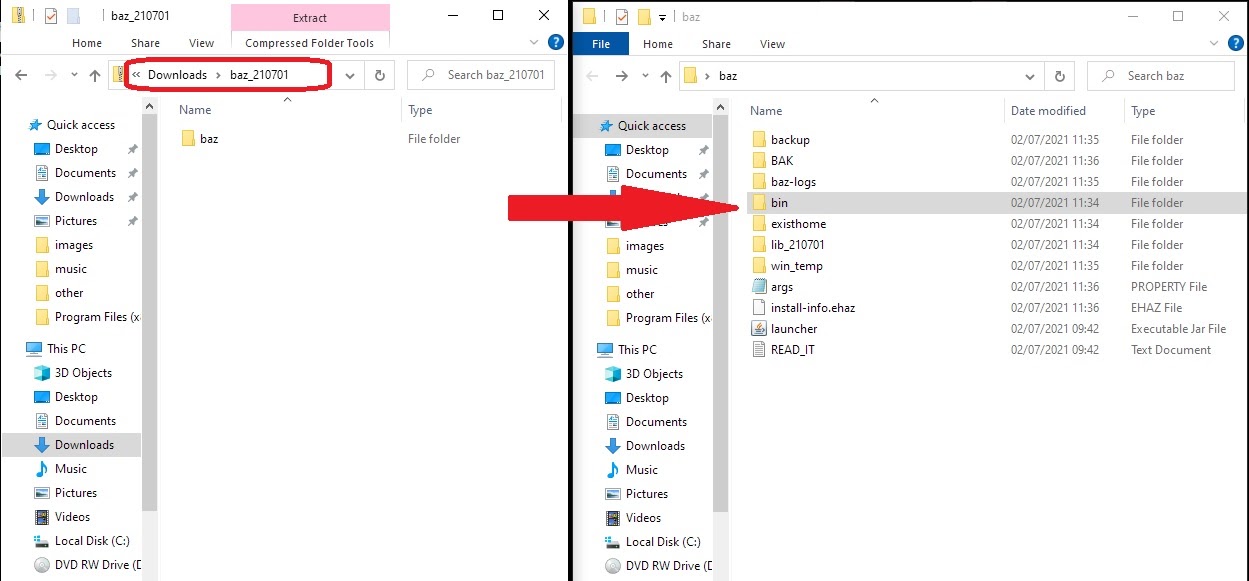 baz_210701
Extract
Home
Share
View
Compressed Folder Tools
« Downloads › baz_210701
Search baz_210701
Name
Type
baz
File folder
Quick access
Desktop
Documents
Downloads
Pictures
images
music
other
Program Files (x
This PC
3D Objects
Desktop
Documents
Downloads
Music
Pictures
Videos
Local Disk (C:)
DVD RW Drive (D
baz
File
Home
Share
View
› baz
Search baz
Name
Date modified
Type
Quick access
Desktop
Documents
images
music
other
Program Files (x
This PC
3D Objects
Desktop
Documents
Downloads
Music
Pictures
Videos
Local Disk (C:)
DVD RW Drive (D
backup 02/07/2021 11:35 File folder
BAK 02/07/2021 11:36 File folder
baz-logs 02/07/2021 11:35 File folder
bin 02/07/2021 11:34 File folder
existhome 02/07/2021 11:34 File folder
lib_210701 02/07/2021 11:34 File folder
win_temp 02/07/2021 11:35 File folder
args 02/07/2021 11:36 PROPERTY File
install-info.ehaz 02/07/2021 11:36 EHAZ File
launcher 02/07/2021 09:42 Executable Jar File
READ_IT 02/07/2021 09:42 Text Document